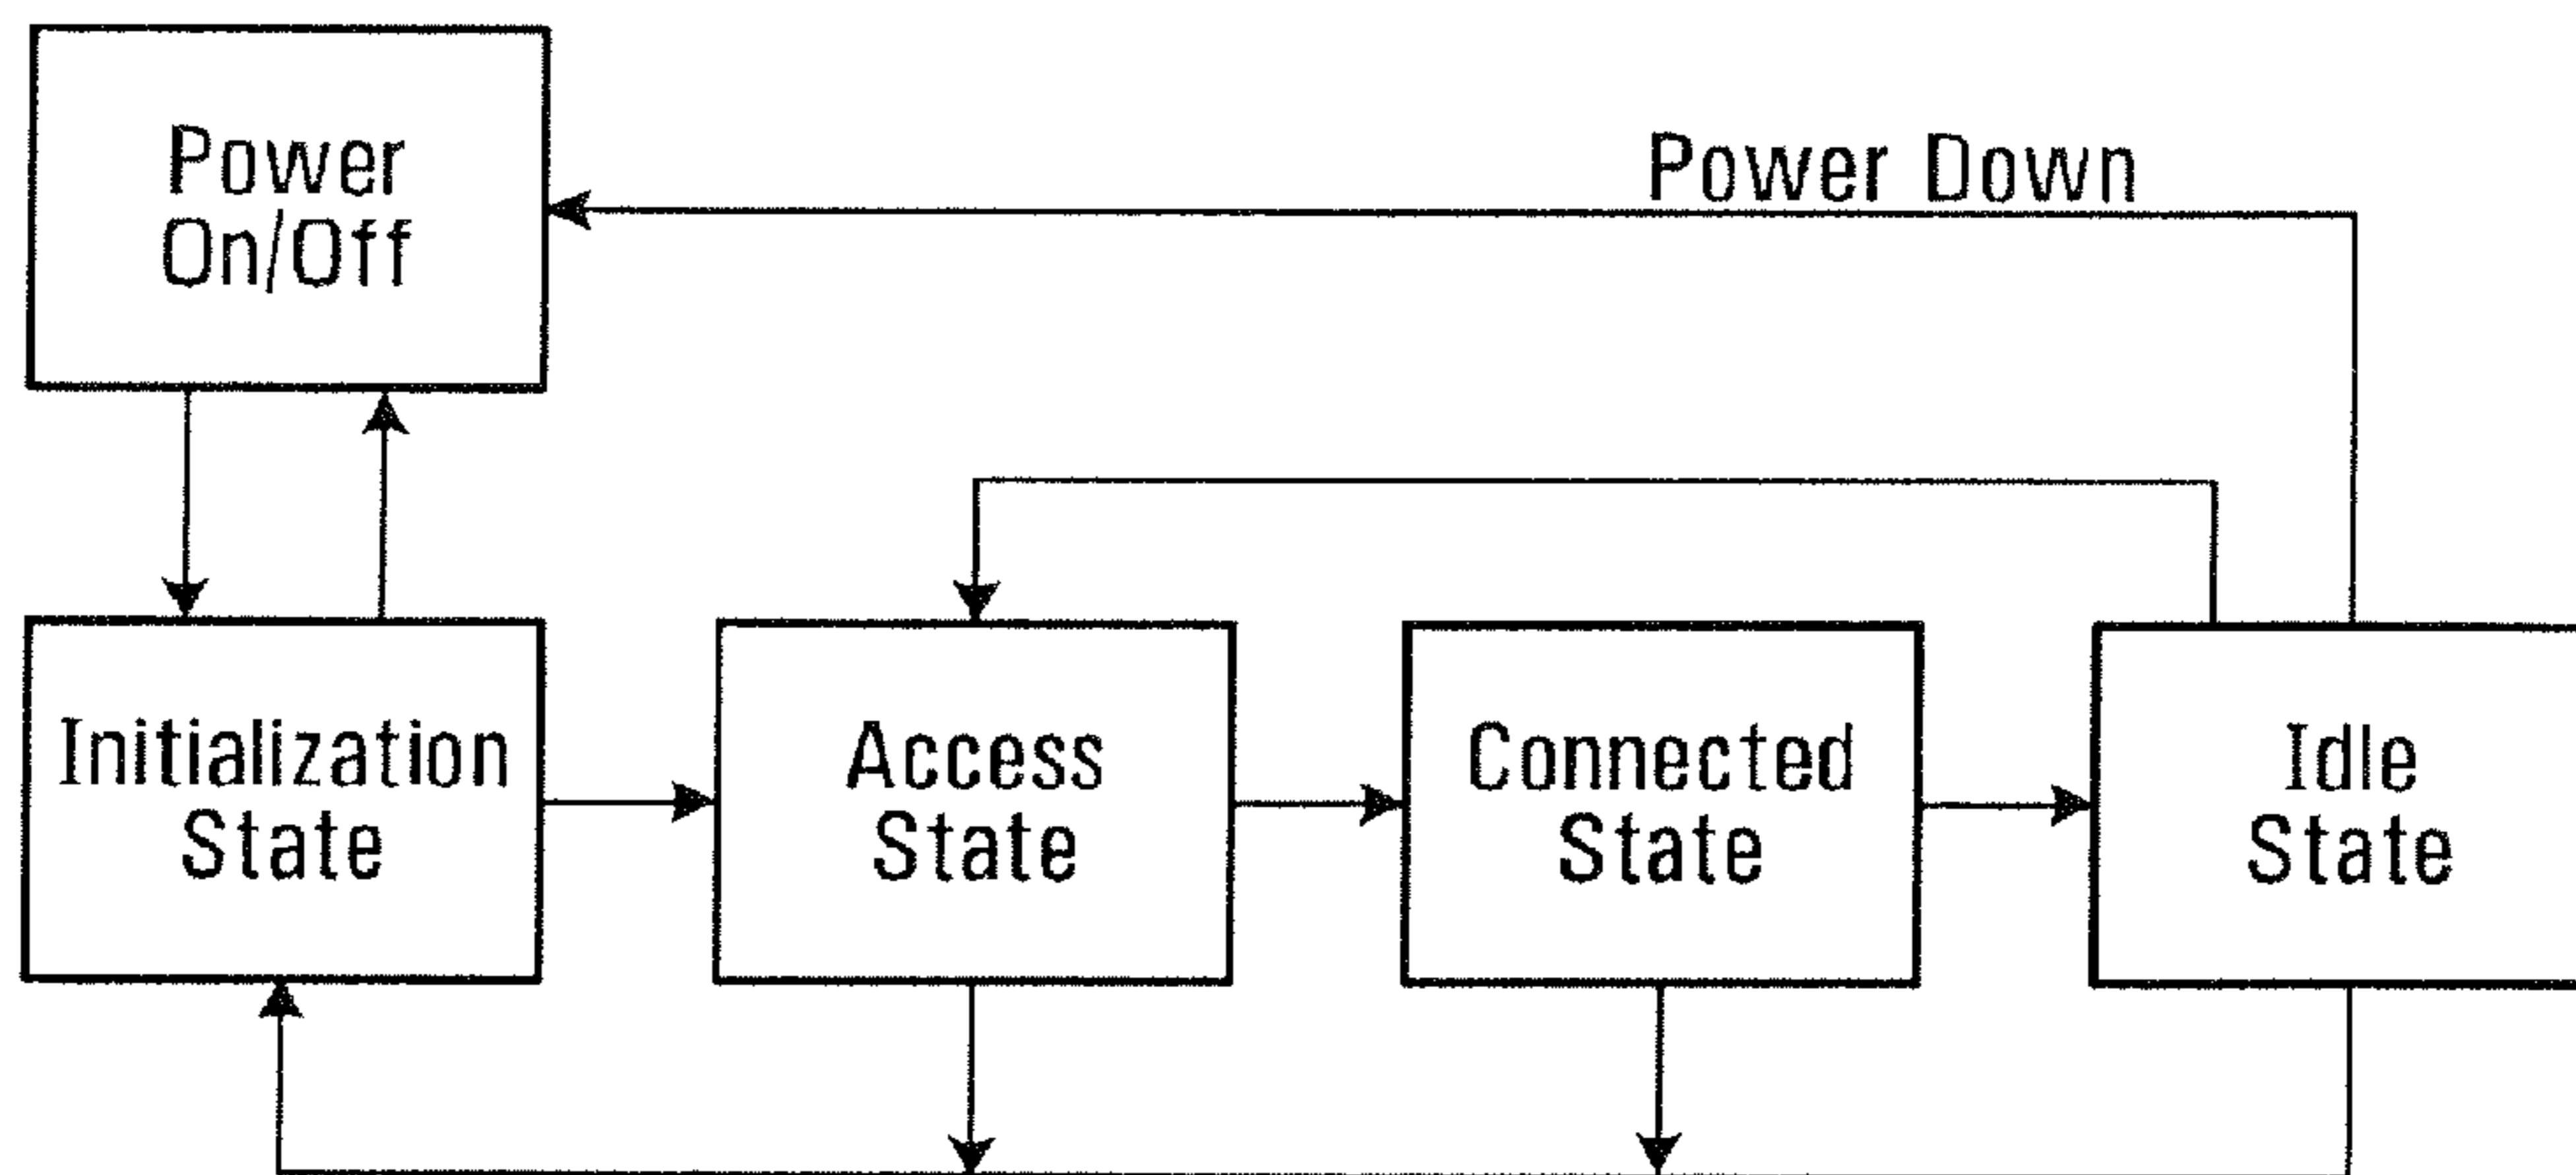 Power
On/Off
Power Down
Initialization
State
Access
State
Connected
State
Idle
State